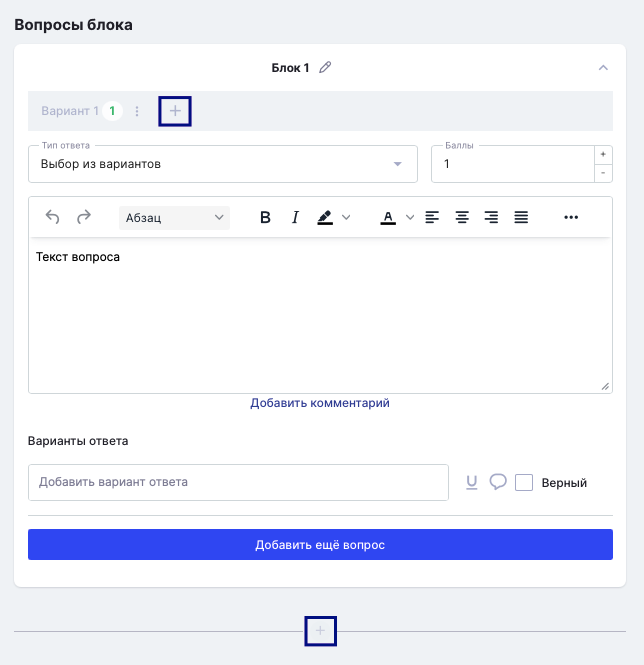 Вопросы блока
Блок 1
Вариант 1 1
Тип ответа
Выбор из вариантов
Баллы
1
+
-
Абзац
B I A
Текст вопроса
Добавить комментарий
Варианты ответа
Добавить вариант ответа
U
Верный
Добавить ещё вопрос